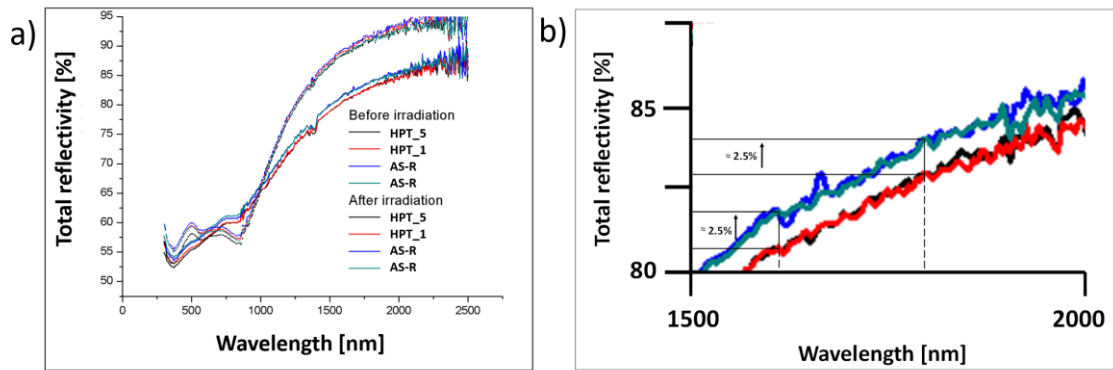 a)
Total reflectivity [%]
95
90
85
80
75
70
65
60
55
50
Before irradiation
HPT_5
HPT_1
AS-R
AS-R
After irradiation
HPT_5
HPT_1
AS-R
AS-R
0
500
1000
1500
2000
2500
Wavelength [nm]
b)
Total reflectivity [%]
85
80
≈ 2.5%
≈ 2.5%
1500
2000
Wavelength [nm]